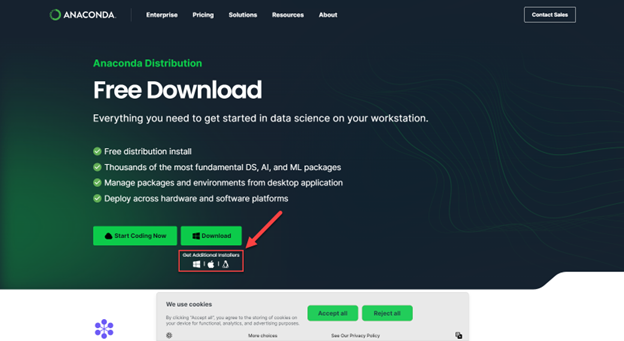 ANACONDA.
Enterprise Pricing Solutions Resources About
Contact Sales
Anaconda Distribution
Free Download
Everything you need to get started in data science on your workstation.
Free distribution install
Thousands of the most fundamental DS, AI, and ML packages
Manage packages and environments from desktop application
Deploy across hardware and software platforms
Start Coding Now
Download
Get Additional Installers
We use cookies
By clicking "Accept all", you agree to the storing of cookies on
your device for functional, analytics, and advertising purposes.
Accept all
Reject all
More choices
See Our Privacy Policy